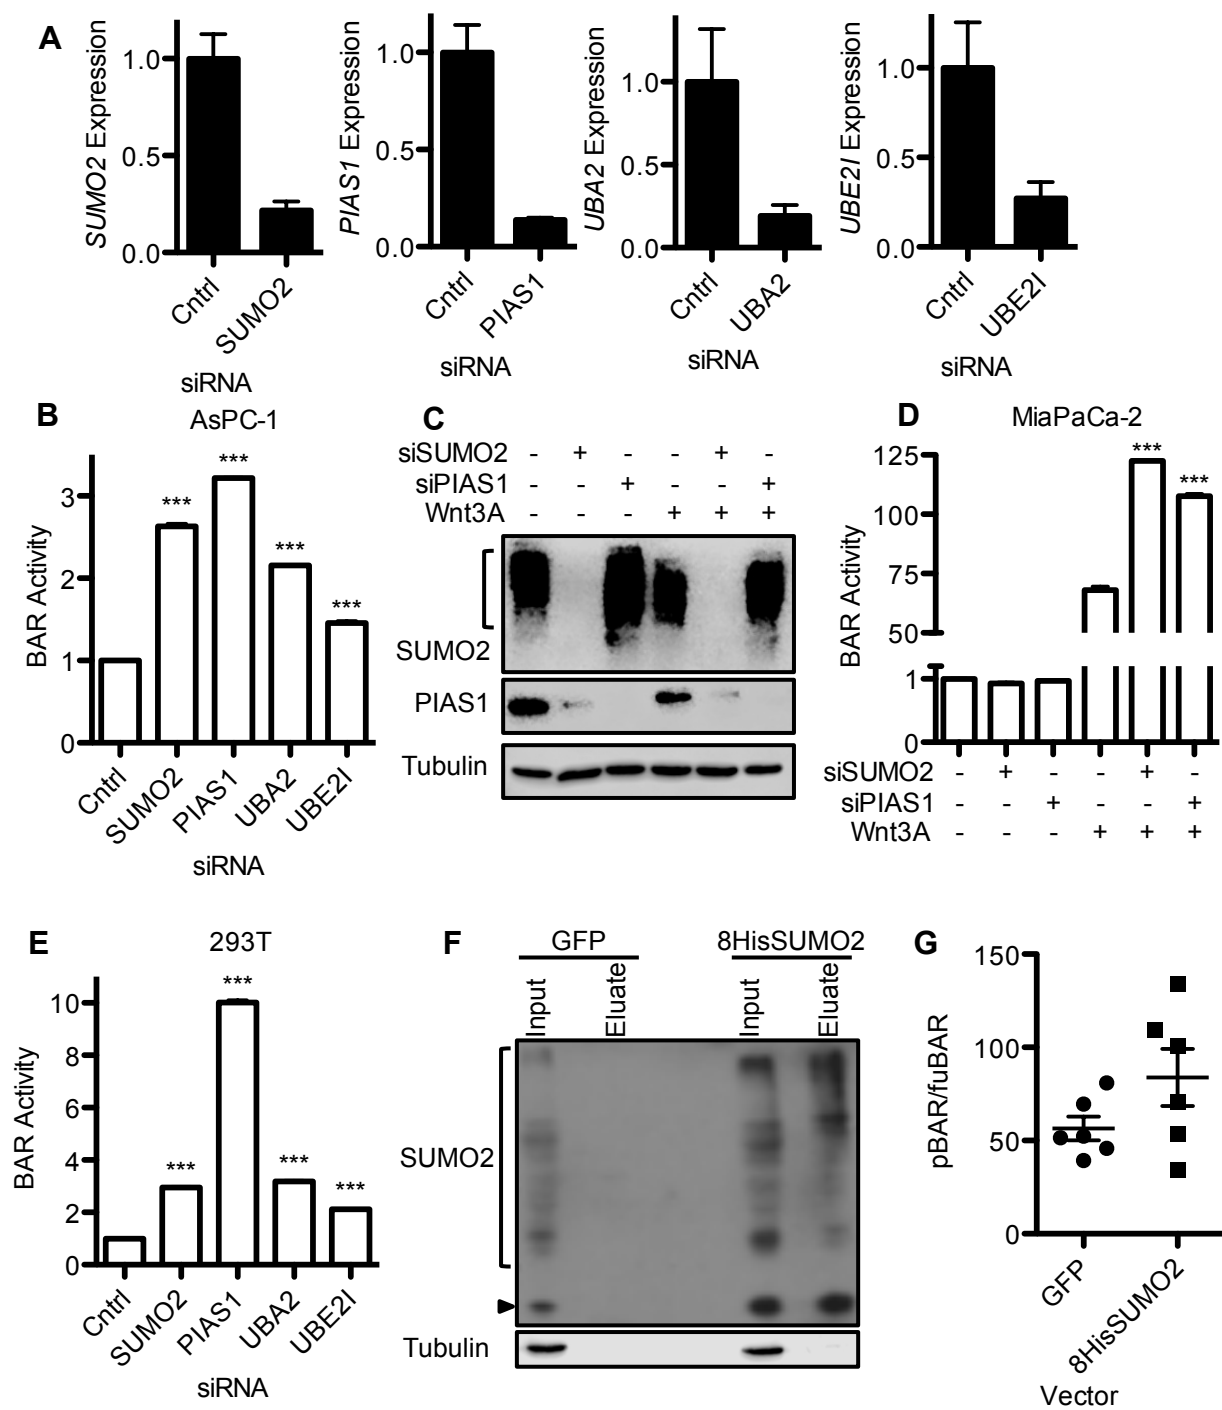 A
SUMO2 Expression
1.0
0.5
0.0
Cntrl
SUMO2
siRNA
PIAS1 Expression
1.0
0.5
0.0
Cntrl
PIAS1
siRNA
UBA2 Expression
1.0
0.5
0.0
Cntrl
UBA2
siRNA
UBE2I Expression
1.0
0.5
0.0
Cntrl
UBE2I
siRNA
B
AsPC-1
BAR Activity
3
2
1
0
***
***
***
***
Cntrl
SUMO2
PIAS1
UBA2
UBE2I
siRNA
C
siSUMO2 - + - - + -
siPIAS1 - - + - - +
Wnt3A - - - + + +
SUMO2
PIAS1
Tubulin
D
MiaPaCa-2
BAR Activity
125
100
75
50
1
0
***
***
siSUMO2 - + - - + -
siPIAS1 - - + - - +
Wnt3A - - - + + +
E
293T
BAR Activity
10
8
6
4
2
0
***
***
***
***
Cntrl
SUMO2
PIAS1
UBA2
UBE2I
siRNA
F
GFP
8HisSUMO2
Input
Eluate
Input
Eluate
SUMO2
Tubulin
G
pBAR/fuBAR
150
100
50
0
GFP
8HisSUMO2
Vector